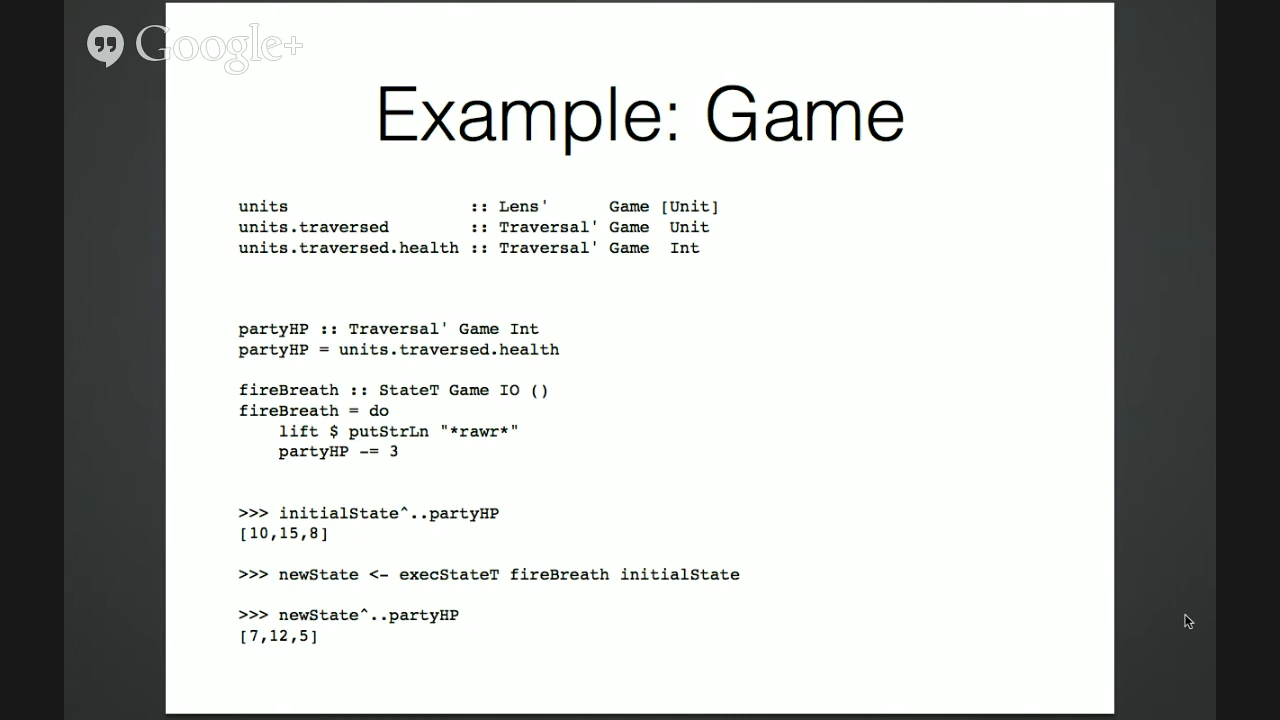 Google+
Example: Game
units                  :: Lens'      Game [Unit]
units.traversed        :: Traversal' Game  Unit
units.traversed.health :: Traversal' Game  Int
partyHP :: Traversal' Game Int
partyHP = units.traversed.health
fireBreath :: StateT Game IO ()
fireBreath = do
    lift $ putStrLn "*rawr*"
    partyHP -= 3
>>> initialState^..partyHP
[10,15,8]
>>> newState <- execStateT fireBreath initialState
>>> newState^..partyHP
[7,12,5]